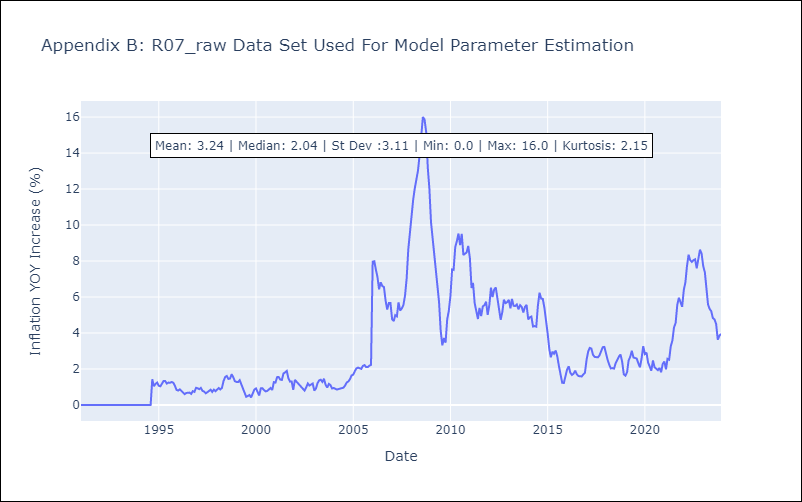 Appendix B: R07_raw Data Set Used For Model Parameter Estimation
16
Mean: 3.24 | Median: 2.04 | St Dev :3.11 | Min: 0.0 | Max: 16.0 | Kurtosis: 2.15
14
12
10
8
6
4
2
0
Inflation YOY Increase (%)
1995 2000 2005 2010 2015 2020
Date